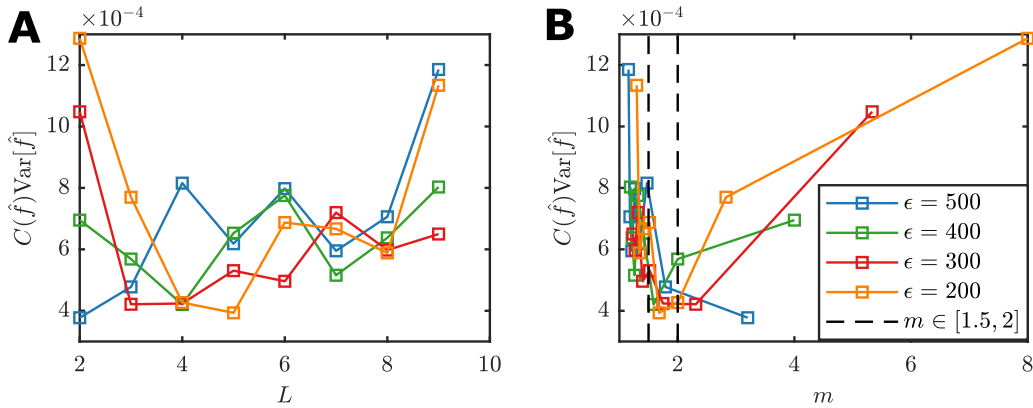 A
×10⁻⁴
12
10
8
6
4
2
4
6
8
10
L
C(f̂)Var[f̂]
B
×10⁻⁴
12
10
8
6
4
2
4
6
8
m
C(f̂)Var[f̂]
ϵ = 500
ϵ = 400
ϵ = 300
ϵ = 200
m ∈ [1.5, 2]